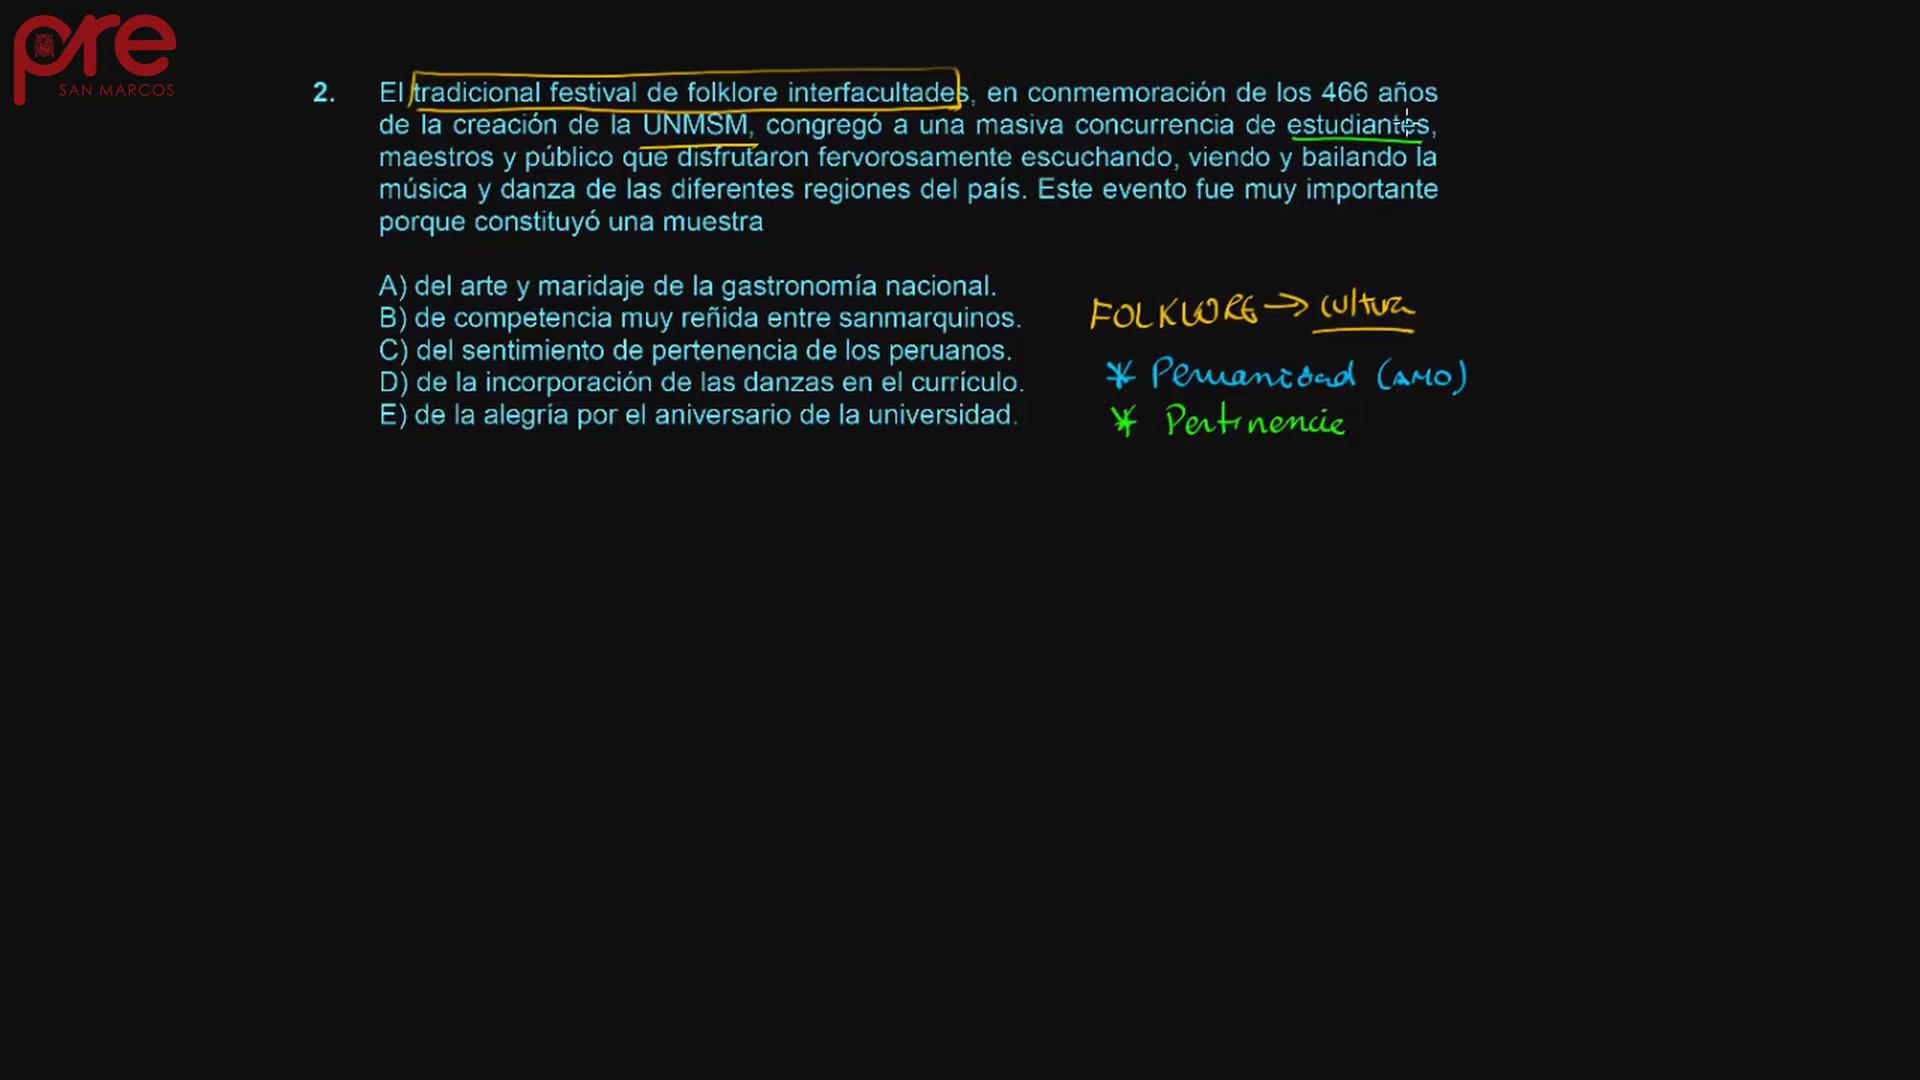 pre
SAN MARCOS
2. El tradicional festival de folklore interfacultades, en conmemoración de los 466 años
de la creación de la UNMSM, congregó a una masiva concurrencia de estudiantes,
maestros y público que disfrutaron fervorosamente escuchando, viendo y bailando la
música y danza de las diferentes regiones del país. Este evento fue muy importante
porque constituyó una muestra
A) del arte y maridaje de la gastronomía nacional.
B) de competencia muy reñida entre sanmarquinos.
C) del sentimiento de pertenencia de los peruanos.
D) de la incorporación de las danzas en el currículo.
E) de la alegría por el aniversario de la universidad.
FOLKLORE → cultura
* Peruanidad (AMO)
* Pertinencie